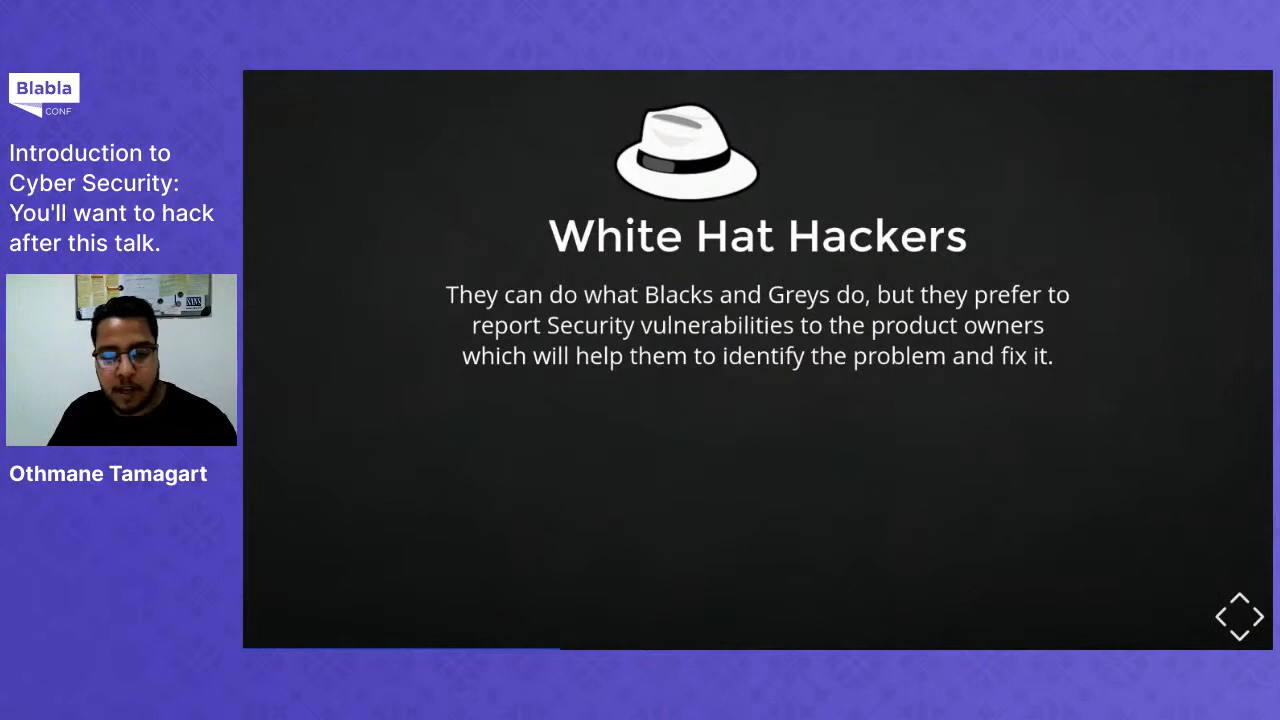 Blabla
CONF
Introduction to
Cyber Security:
You'll want to hack
after this talk.
Othmane Tamagart
White Hat Hackers
They can do what Blacks and Greys do, but they prefer to
report Security vulnerabilities to the product owners
which will help them to identify the problem and fix it.